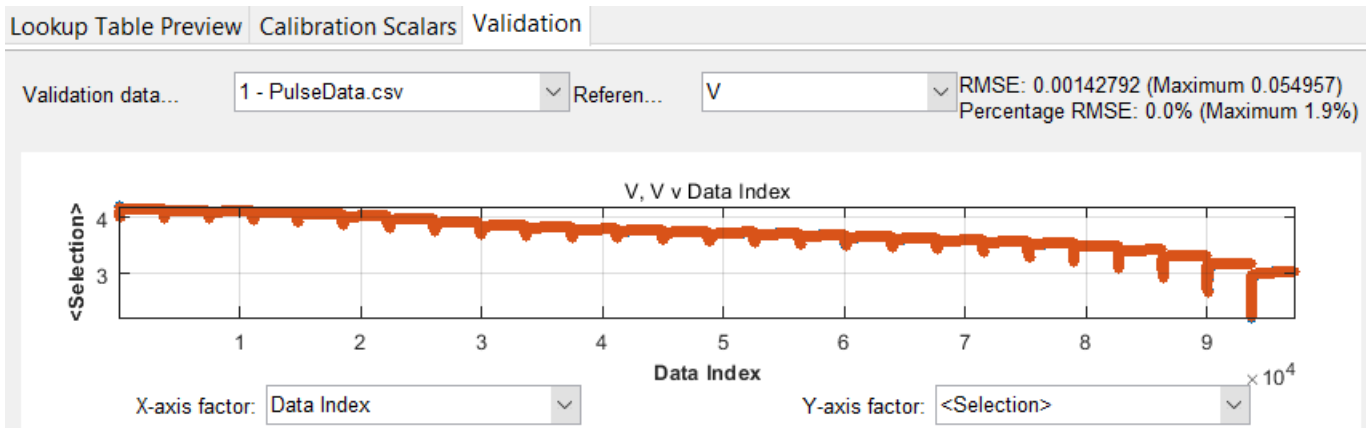 Lookup Table Preview Calibration Scalars Validation
Validation data... 1 - PulseData.csv Referen... V RMSE: 0.00142792 (Maximum 0.054957)
Percentage RMSE: 0.0% (Maximum 1.9%)
V, V v Data Index
<Selection>
4
3
1 2 3 4 5 6 7 8 9
Data Index
× 10⁴
X-axis factor: Data Index Y-axis factor: <Selection>